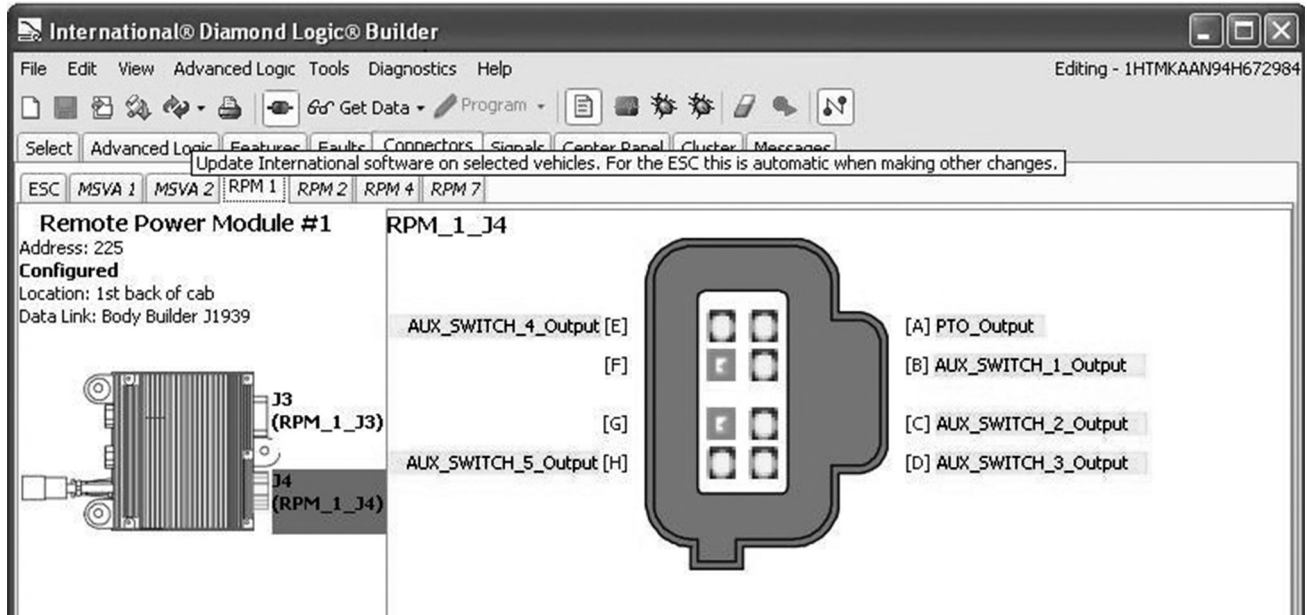 International® Diamond Logic® Builder
File Edit View Advanced Logic Tools Diagnostics Help Editing - 1HTMKAAN94H672984
Get Data Program
Select Advanced Logic Features Faults Connectors Signals Center Panel Cluster Messages
Update International software on selected vehicles. For the ESC this is automatic when making other changes.
ESC MSVA 1 MSVA 2 RPM 1 RPM 2 RPM 4 RPM 7
Remote Power Module #1
Address: 225
Configured
Location: 1st back of cab
Data Link: Body Builder J1939
J3
(RPM_1_J3)
J4
(RPM_1_J4)
RPM_1_J4
AUX_SWITCH_4_Output [E] [A] PTO_Output
[F] [B] AUX_SWITCH_1_Output
[G] [C] AUX_SWITCH_2_Output
AUX_SWITCH_5_Output [H] [D] AUX_SWITCH_3_Output